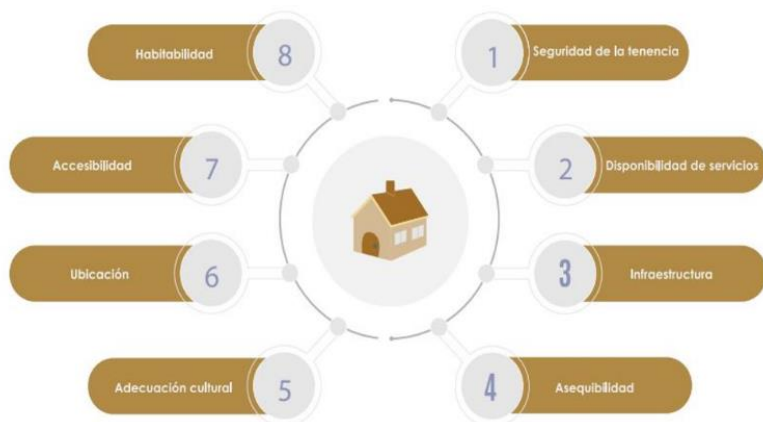 Habitabilidad
8
1
Seguridad de la tenencia
Accesibilidad
7
2
Disponibilidad de servicios
Ubicación
6
3
Infraestructura
Adecuación cultural
5
4
Asequibilidad